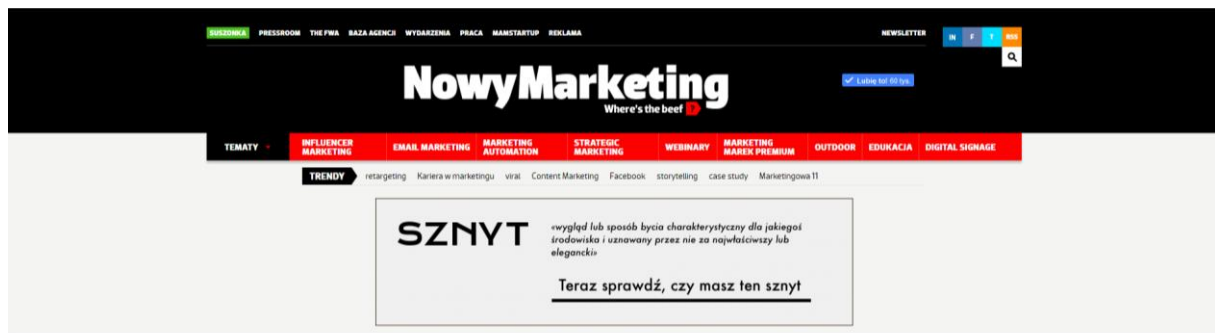 SUSZONKA PRESSROOM THE FWA BAZA AGENCJI WYDARZENIA PRACA MAMSTARTUP REKLAMA NEWSLETTER IN F T RSS
NowyMarketing
Where's the beef ?
Lubię to! 60 tys.
TEMATY INFLUENCER MARKETING EMAIL MARKETING MARKETING AUTOMATION STRATEGIC MARKETING WEBINARY MARKETING MAREK PREMIUM OUTDOOR EDUKACJA DIGITAL SIGNAGE
TRENDY retargeting Kariera w marketingu viral Content Marketing Facebook storytelling case study Marketingowa 11
SZNYT
«wygląd lub sposób bycia charakterystyczny dla jakiegoś
środowiska i uznawany przez nie za najwłaściwszy lub
elegancki»
Teraz sprawdź, czy masz ten sznyt